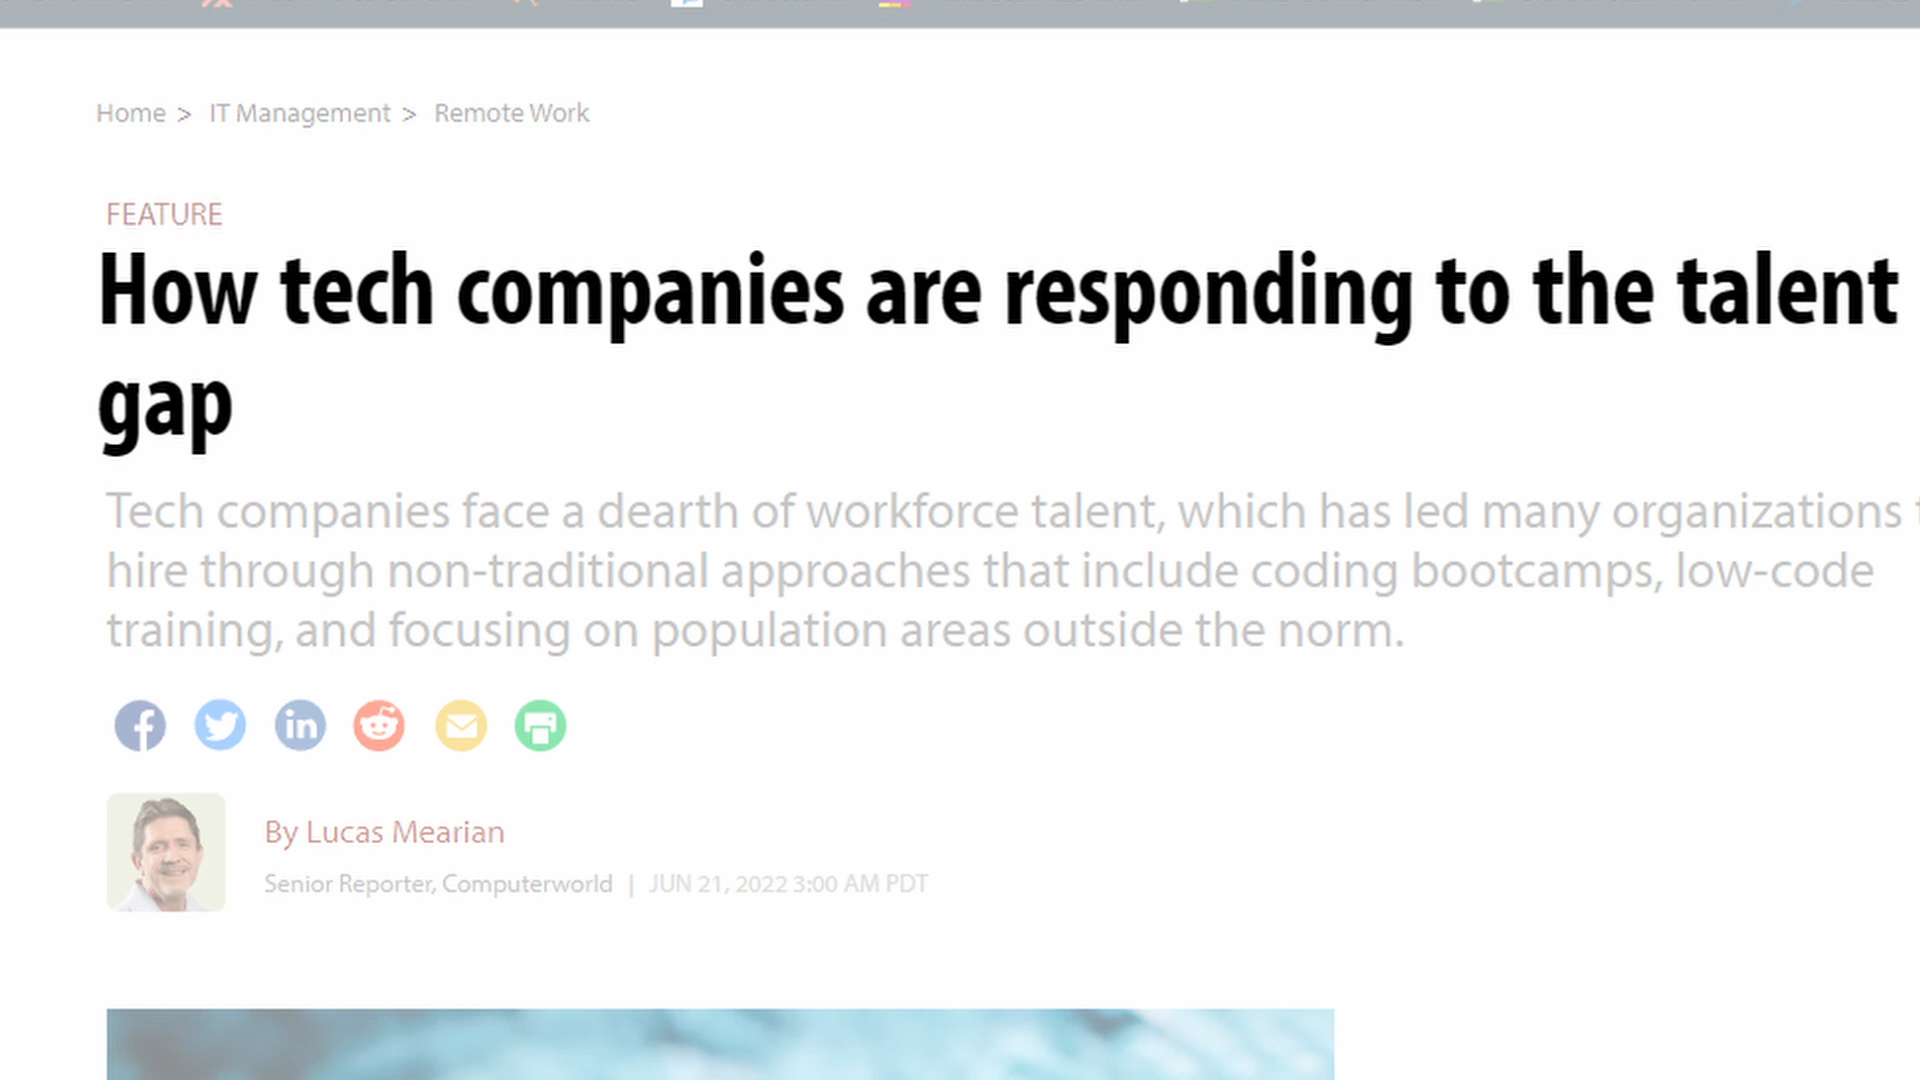 Home > IT Management > Remote Work
FEATURE
How tech companies are responding to the talent
gap
Tech companies face a dearth of workforce talent, which has led many organizations
hire through non-traditional approaches that include coding bootcamps, low-code
training, and focusing on population areas outside the norm.
By Lucas Mearian
Senior Reporter, Computerworld | JUN 21, 2022 3:00 AM PDT